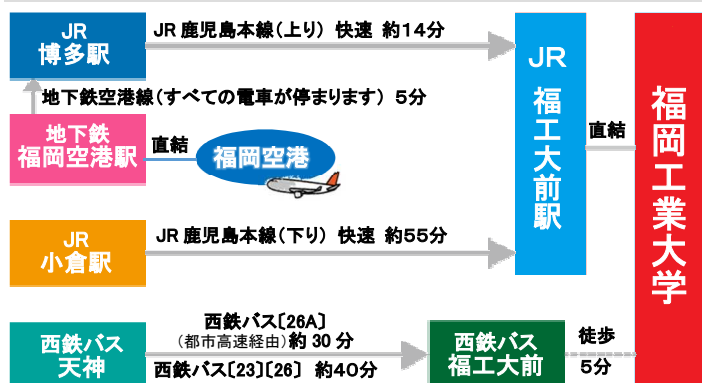 JR
博多駅
JR 鹿児島本線(上り) 快速 約14分
地下鉄空港線(すべての電車が停まります) 5分
地下鉄
福岡空港駅
直結
福岡空港
JR
小倉駅
JR 鹿児島本線(下り) 快速 約55分
JR
福工大前駅
直結
福岡工業大学
西鉄バス
天神
西鉄バス〔26A〕
(都市高速経由)約30分
西鉄バス〔23〕〔26〕 約40分
西鉄バス
福工大前
徒歩
5分